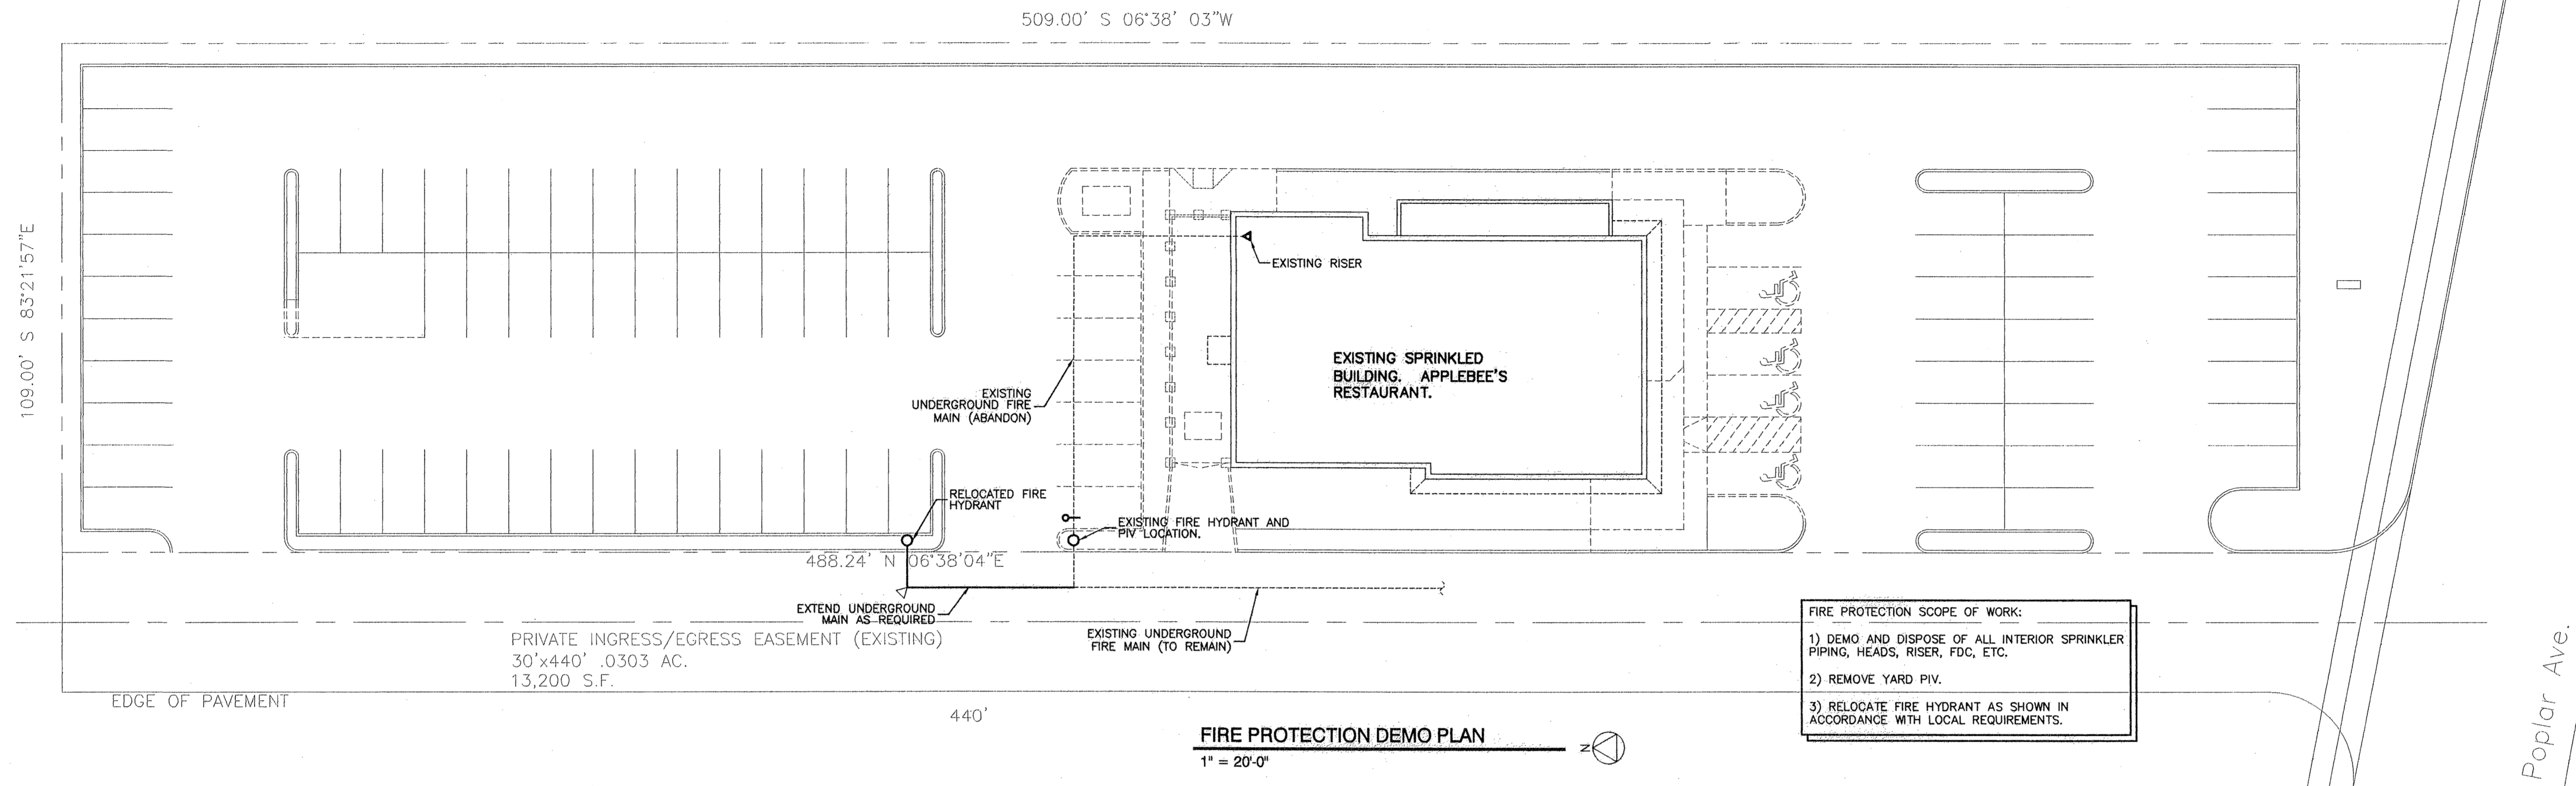 509.00' S 06°38' 03"W
109.00' S 83°21'57"E
EXISTING RISER
EXISTING SPRINKLED
BUILDING. APPLEBEE'S
RESTAURANT.
EXISTING
UNDERGROUND FIRE
MAIN (ABANDON)
RELOCATED FIRE
HYDRANT
EXISTING FIRE HYDRANT AND
PIV LOCATION.
488.24' N 06°38'04"E
EXTEND UNDERGROUND
MAIN AS REQUIRED
EXISTING UNDERGROUND
FIRE MAIN (TO REMAIN)
PRIVATE INGRESS/EGRESS EASEMENT (EXISTING)
30'x440' .0303 AC.
13,200 S.F.
EDGE OF PAVEMENT
440'
FIRE PROTECTION SCOPE OF WORK:
1) DEMO AND DISPOSE OF ALL INTERIOR SPRINKLER
PIPING, HEADS, RISER, FDC, ETC.
2) REMOVE YARD PIV.
3) RELOCATE FIRE HYDRANT AS SHOWN IN
ACCORDANCE WITH LOCAL REQUIREMENTS.
Poplar Ave.
FIRE PROTECTION DEMO PLAN
1" = 20'-0"
N